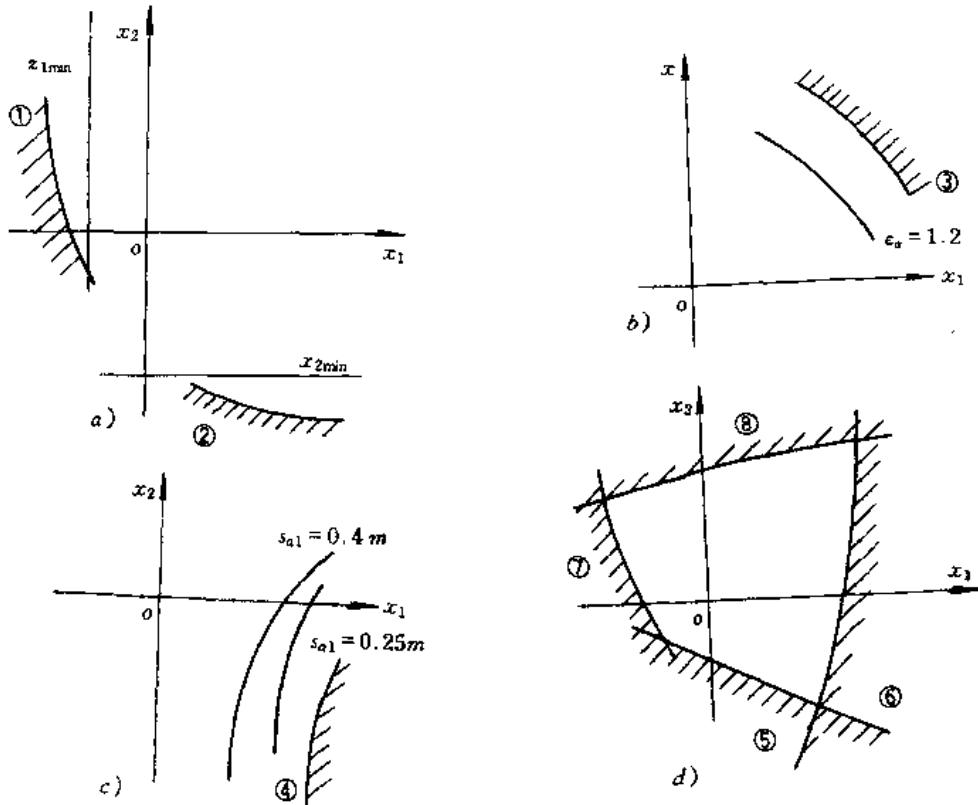 x₂
z₁min
①
o
x₁
x₂min
a)
②
x
③
εα = 1.2
x₁
o
b)
x₂
sₐ₁ = 0.4 m
o
x₁
sₐ₁ = 0.25m
c)
④
x₂
⑧
⑦
x₁
o
⑥
⑤
d)